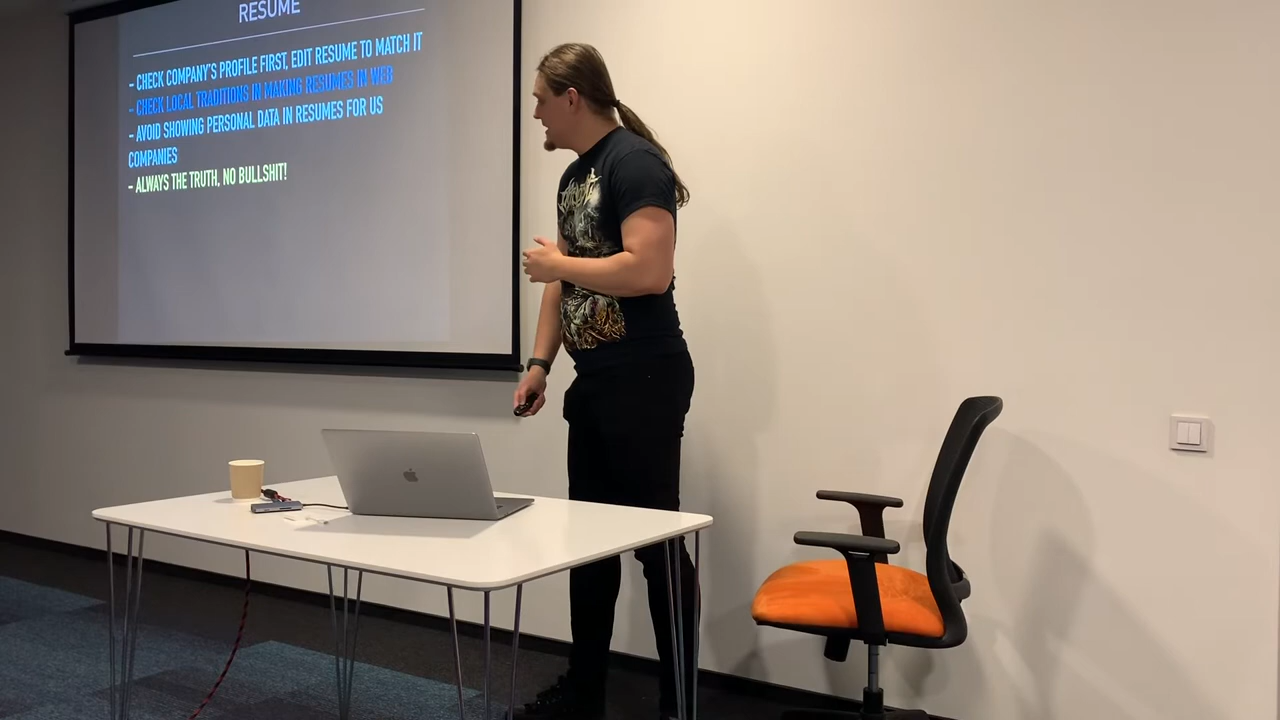 RESUME
- CHECK COMPANY'S PROFILE FIRST, EDIT RESUME TO MATCH IT
- CHECK LOCAL TRADITIONS IN MAKING RESUMES IN WEB
- AVOID SHOWING PERSONAL DATA IN RESUMES FOR US
COMPANIES
- ALWAYS THE TRUTH, NO BULLSHIT!